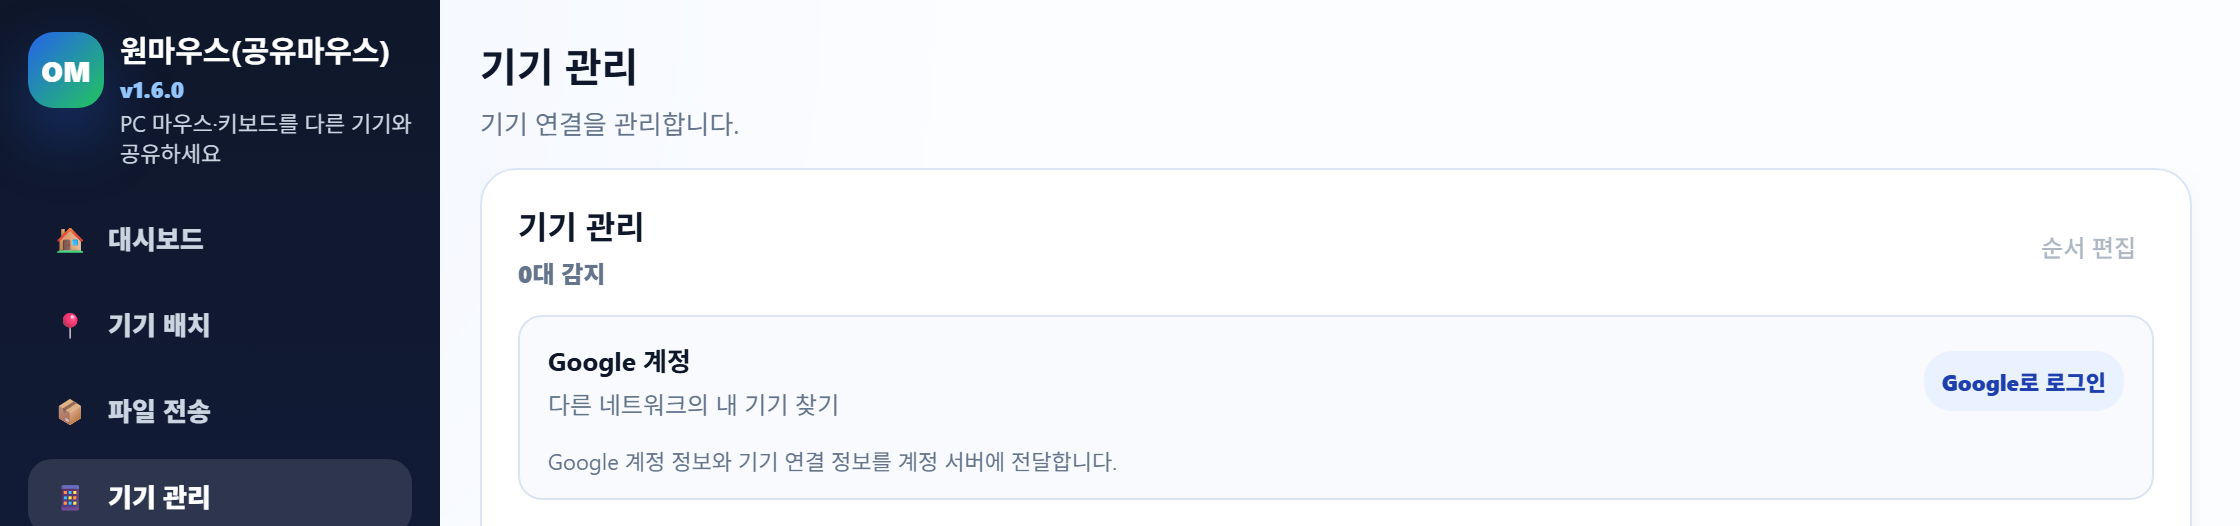 OM
원마우스(공유마우스)
v1.6.0
PC 마우스·키보드를 다른 기기와
공유하세요
대시보드
기기 배치
파일 전송
기기 관리
기기 관리
기기 연결을 관리합니다.
기기 관리
0대 감지
순서 편집
Google 계정
다른 네트워크의 내 기기 찾기
Google로 로그인
Google 계정 정보와 기기 연결 정보를 계정 서버에 전달합니다.